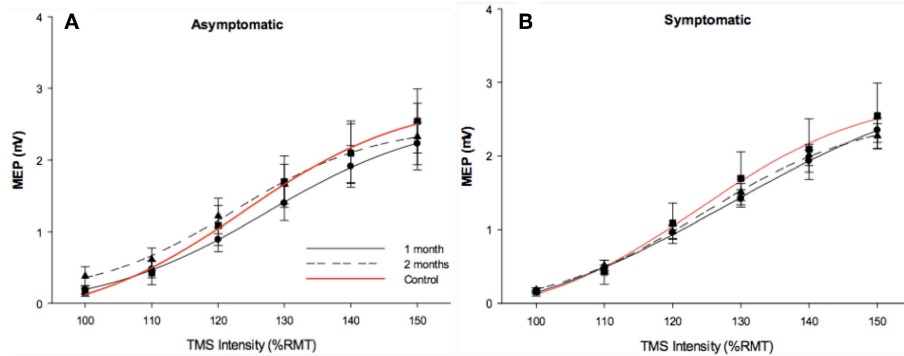 A
Asymptomatic
4
3
2
1
0
MEP (mV)
100 110 120 130 140 150
TMS Intensity (%RMT)
1 month
2 months
Control
B
Symptomatic
4
3
2
1
0
MEP (mV)
100 110 120 130 140 150
TMS Intensity (%RMT)